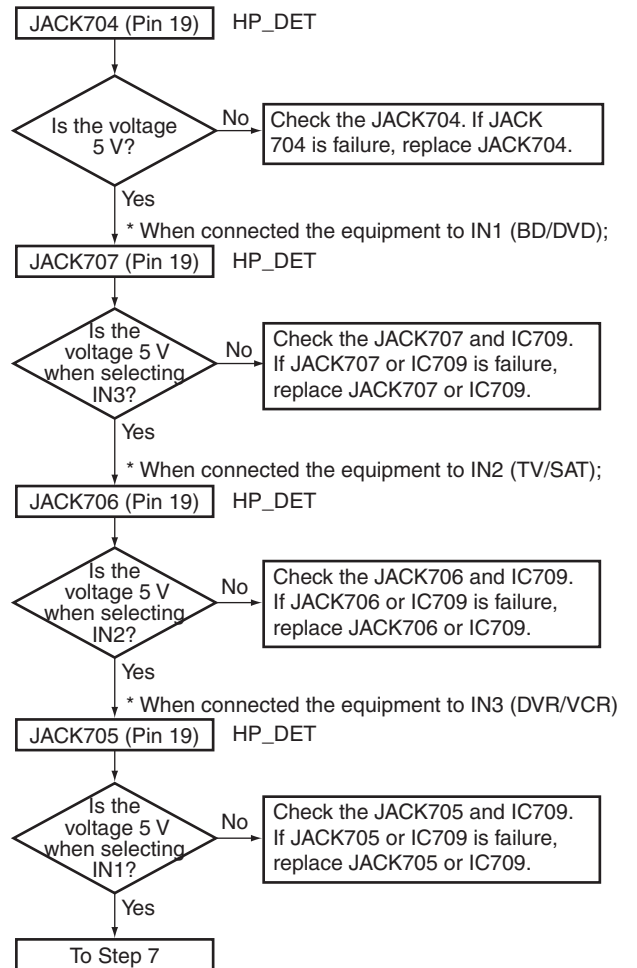 JACK704 (Pin 19) HP_DET
Is the voltage
5 V?
No
Check the JACK704. If JACK
704 is failure, replace JACK704.
Yes
* When connected the equipment to IN1 (BD/DVD);
JACK707 (Pin 19) HP_DET
Is the
voltage 5 V
when selecting
IN3?
No
Check the JACK707 and IC709.
If JACK707 or IC709 is failure,
replace JACK707 or IC709.
Yes
* When connected the equipment to IN2 (TV/SAT);
JACK706 (Pin 19) HP_DET
Is the
voltage 5 V
when selecting
IN2?
No
Check the JACK706 and IC709.
If JACK706 or IC709 is failure,
replace JACK706 or IC709.
Yes
* When connected the equipment to IN3 (DVR/VCR)
JACK705 (Pin 19) HP_DET
Is the
voltage 5 V
when selecting
IN1?
No
Check the JACK705 and IC709.
If JACK705 or IC709 is failure,
replace JACK705 or IC709.
Yes
To Step 7